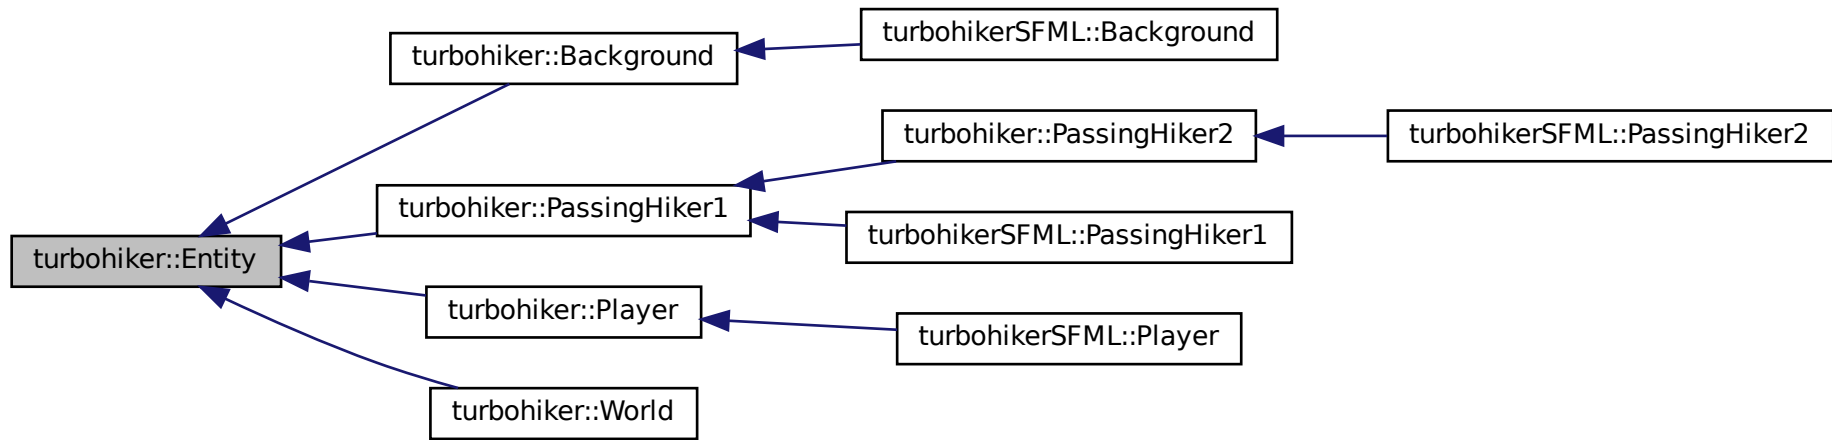 turbohiker::Entity
turbohiker::Background
turbohikerSFML::Background
turbohiker::PassingHiker1
turbohiker::PassingHiker2
turbohikerSFML::PassingHiker2
turbohikerSFML::PassingHiker1
turbohiker::Player
turbohikerSFML::Player
turbohiker::World